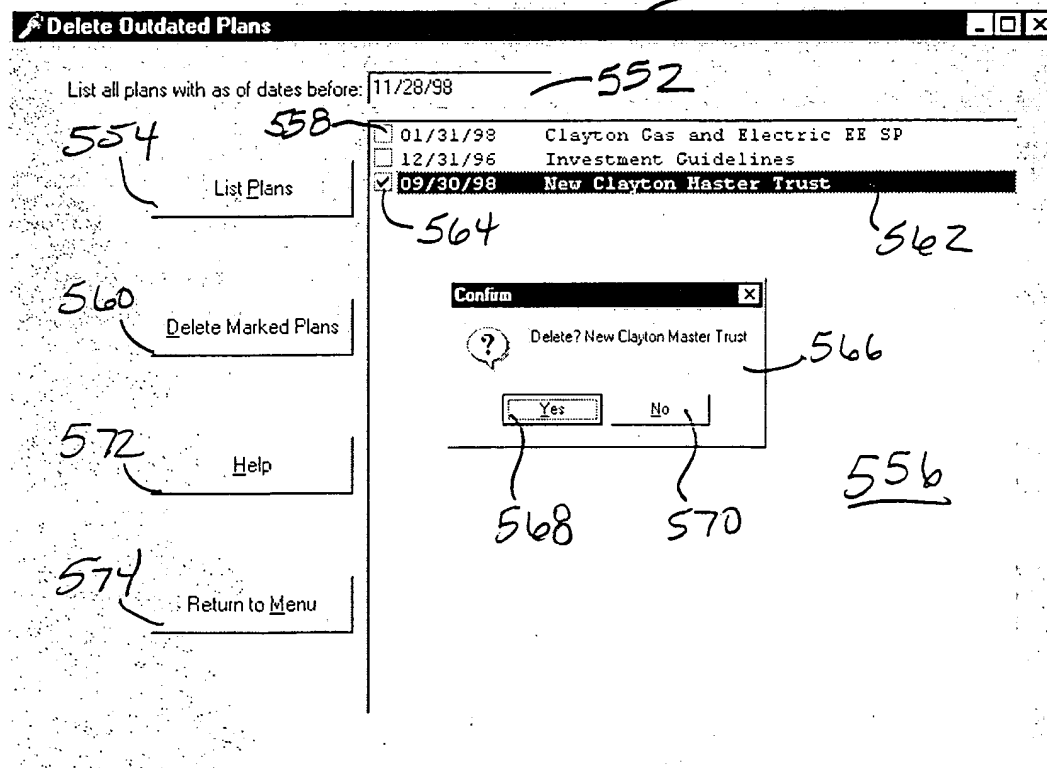 Delete Outdated Plans
List all plans with as of dates before: 11/28/98
552
554
558
01/31/98 Clayton Gas and Electric EE SP
12/31/96 Investment Guidelines
09/30/98 New Clayton Master Trust
List Plans
564
562
560
Delete Marked Plans
Confirm
Delete? New Clayton Master Trust
566
Yes No
572
Help
568
570
556
574
Return to Menu